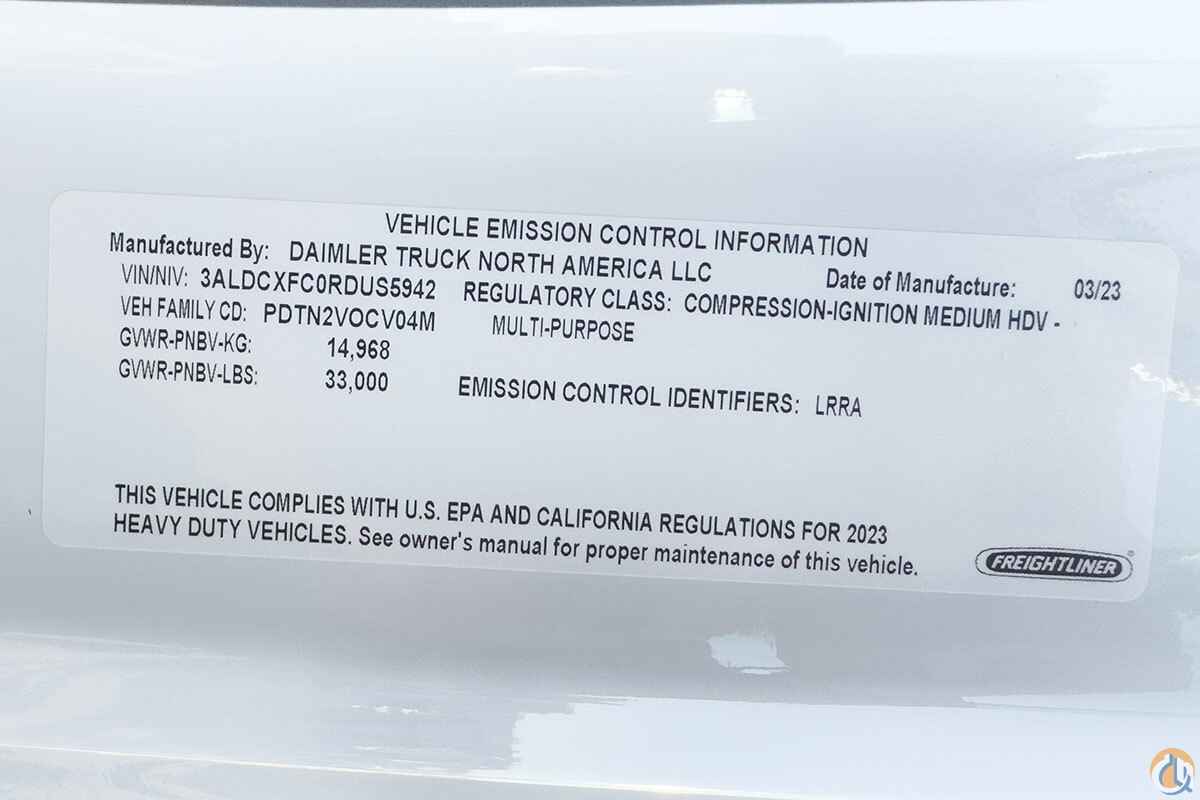 VEHICLE EMISSION CONTROL INFORMATION
Manufactured By: DAIMLER TRUCK NORTH AMERICA LLC Date of Manufacture: 03/23
VIN/NIV: 3ALDCXFC0RDUS5942 REGULATORY CLASS: COMPRESSION-IGNITION MEDIUM HDV -
VEH FAMILY CD: PDTN2VOCV04M MULTI-PURPOSE
GVWR-PNBV-KG: 14,968
GVWR-PNBV-LBS: 33,000 EMISSION CONTROL IDENTIFIERS: LRRA
THIS VEHICLE COMPLIES WITH U.S. EPA AND CALIFORNIA REGULATIONS FOR 2023
HEAVY DUTY VEHICLES. See owner's manual for proper maintenance of this vehicle.
FREIGHTLINER®